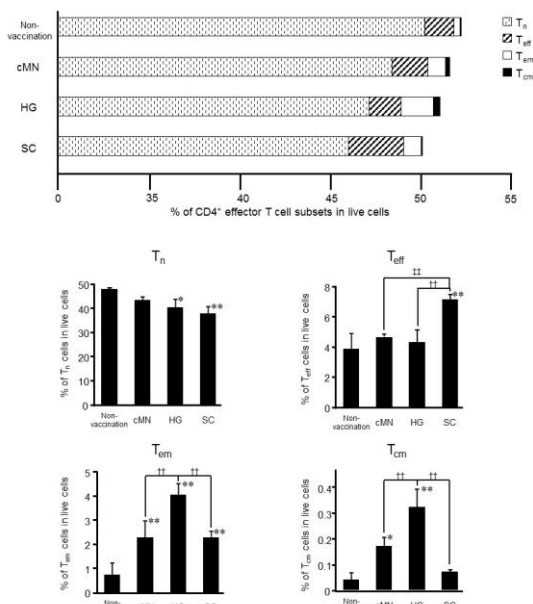 Non-
vaccination
cMN
HG
SC
Tn
Teff
Tem
Tcm
0 35 40 45 50 55
% of CD4+ effector T cell subsets in live cells
Tn
50
40
30
20
10
0
% of Tn cells in live cells
* **
Non-
vaccination cMN HG SC
Teff
8
6
4
2
0
% of Teff cells in live cells
‡‡
††
**
Non-
vaccination cMN HG SC
Tem
5
4
3
2
1
0
% of Tem cells in live cells
†† ††
** ** **
Non-
Tcm
0.4
0.3
0.2
0.1
0
% of Tcm cells in live cells
†† ††
* **
Non-